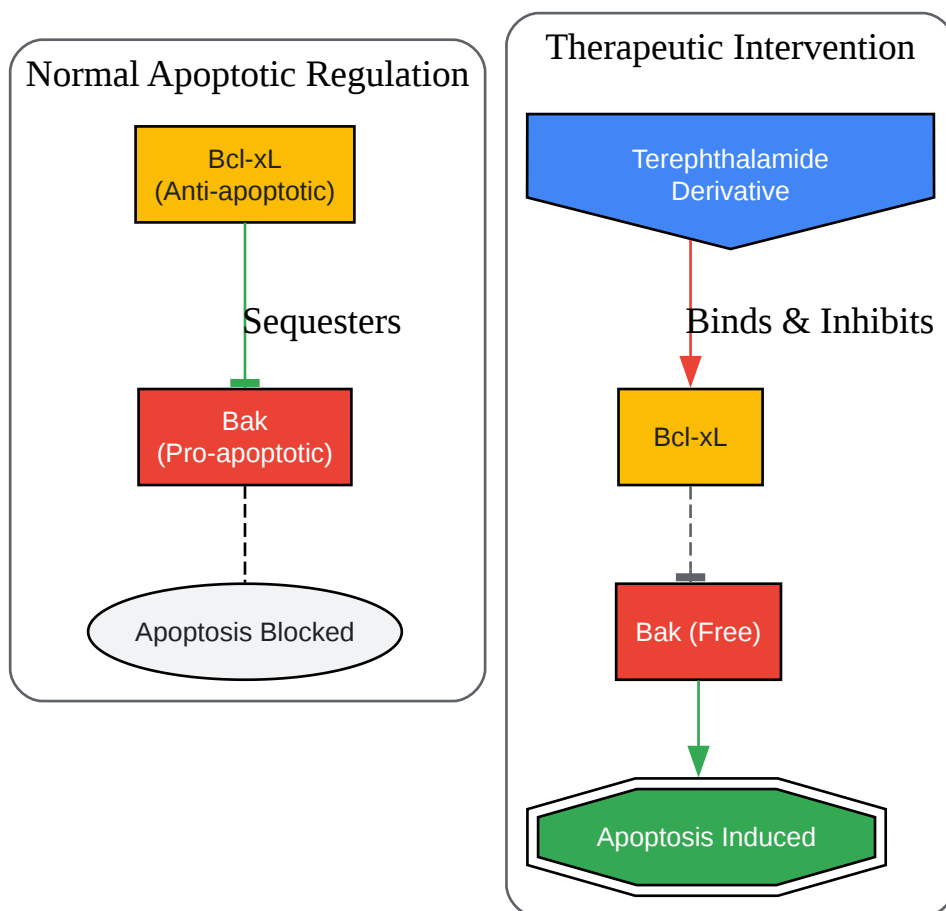 Normal Apoptotic Regulation
Bcl-xL
(Anti-apoptotic)
Sequesters
Bak
(Pro-apoptotic)
Apoptosis Blocked
Therapeutic Intervention
Terephthalamide
Derivative
Binds & Inhibits
Bcl-xL
Bak (Free)
Apoptosis Induced